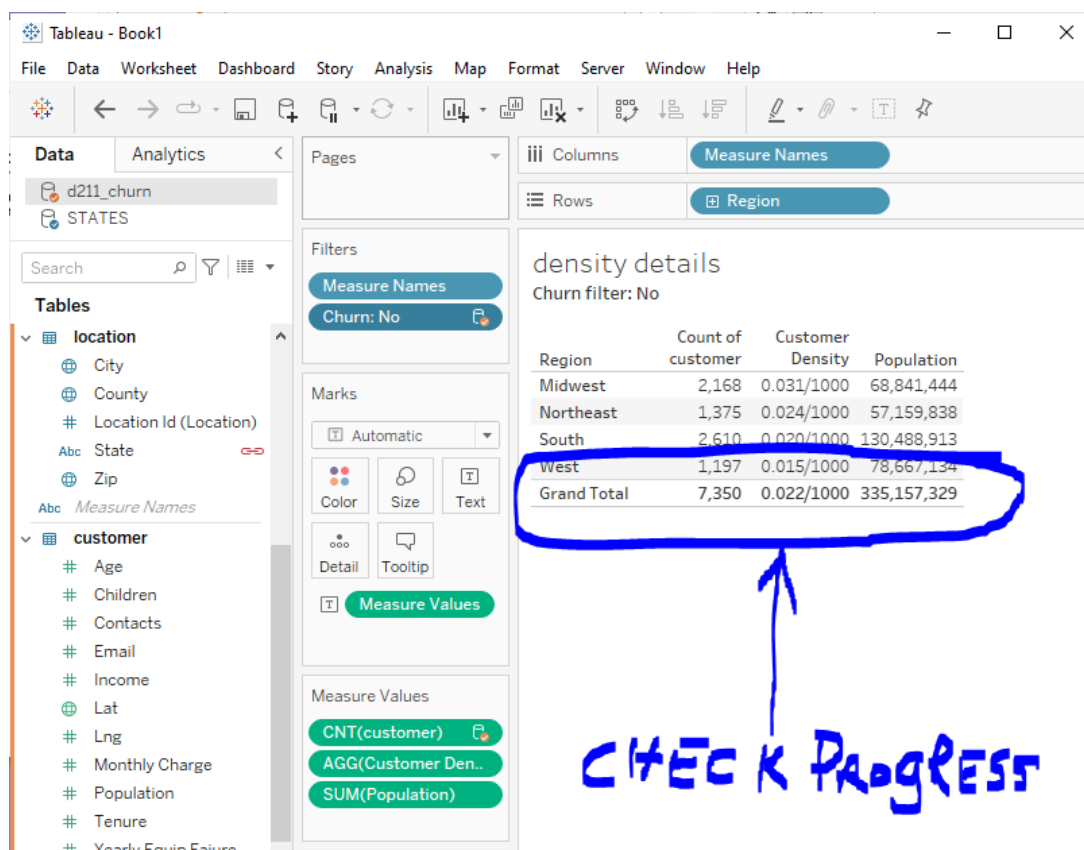 Tableau - Book1
File Data Worksheet Dashboard Story Analysis Map Format Server Window Help
Data Analytics
d211_churn
STATES
Search
Tables
location
City
County
Location Id (Location)
Abc State
Zip
Abc Measure Names
customer
Age
Children
Contacts
Email
Income
Lat
Lng
Monthly Charge
Population
Tenure
Yearly Equip Faiure
Pages
Filters
Measure Names
Churn: No
Marks
Automatic
Color Size Text
Detail Tooltip
Measure Values
Measure Values
CNT(customer)
AGG(Customer Den..
SUM(Population)
Columns Measure Names
Rows Region
density details
Churn filter: No
Count of Customer
Region customer Density Population
Midwest 2,168 0.031/1000 68,841,444
Northeast 1,375 0.024/1000 57,159,838
South 2,610 0.020/1000 130,488,913
West 1,197 0.015/1000 78,667,134
Grand Total 7,350 0.022/1000 335,157,329
CHECK PROGRESS